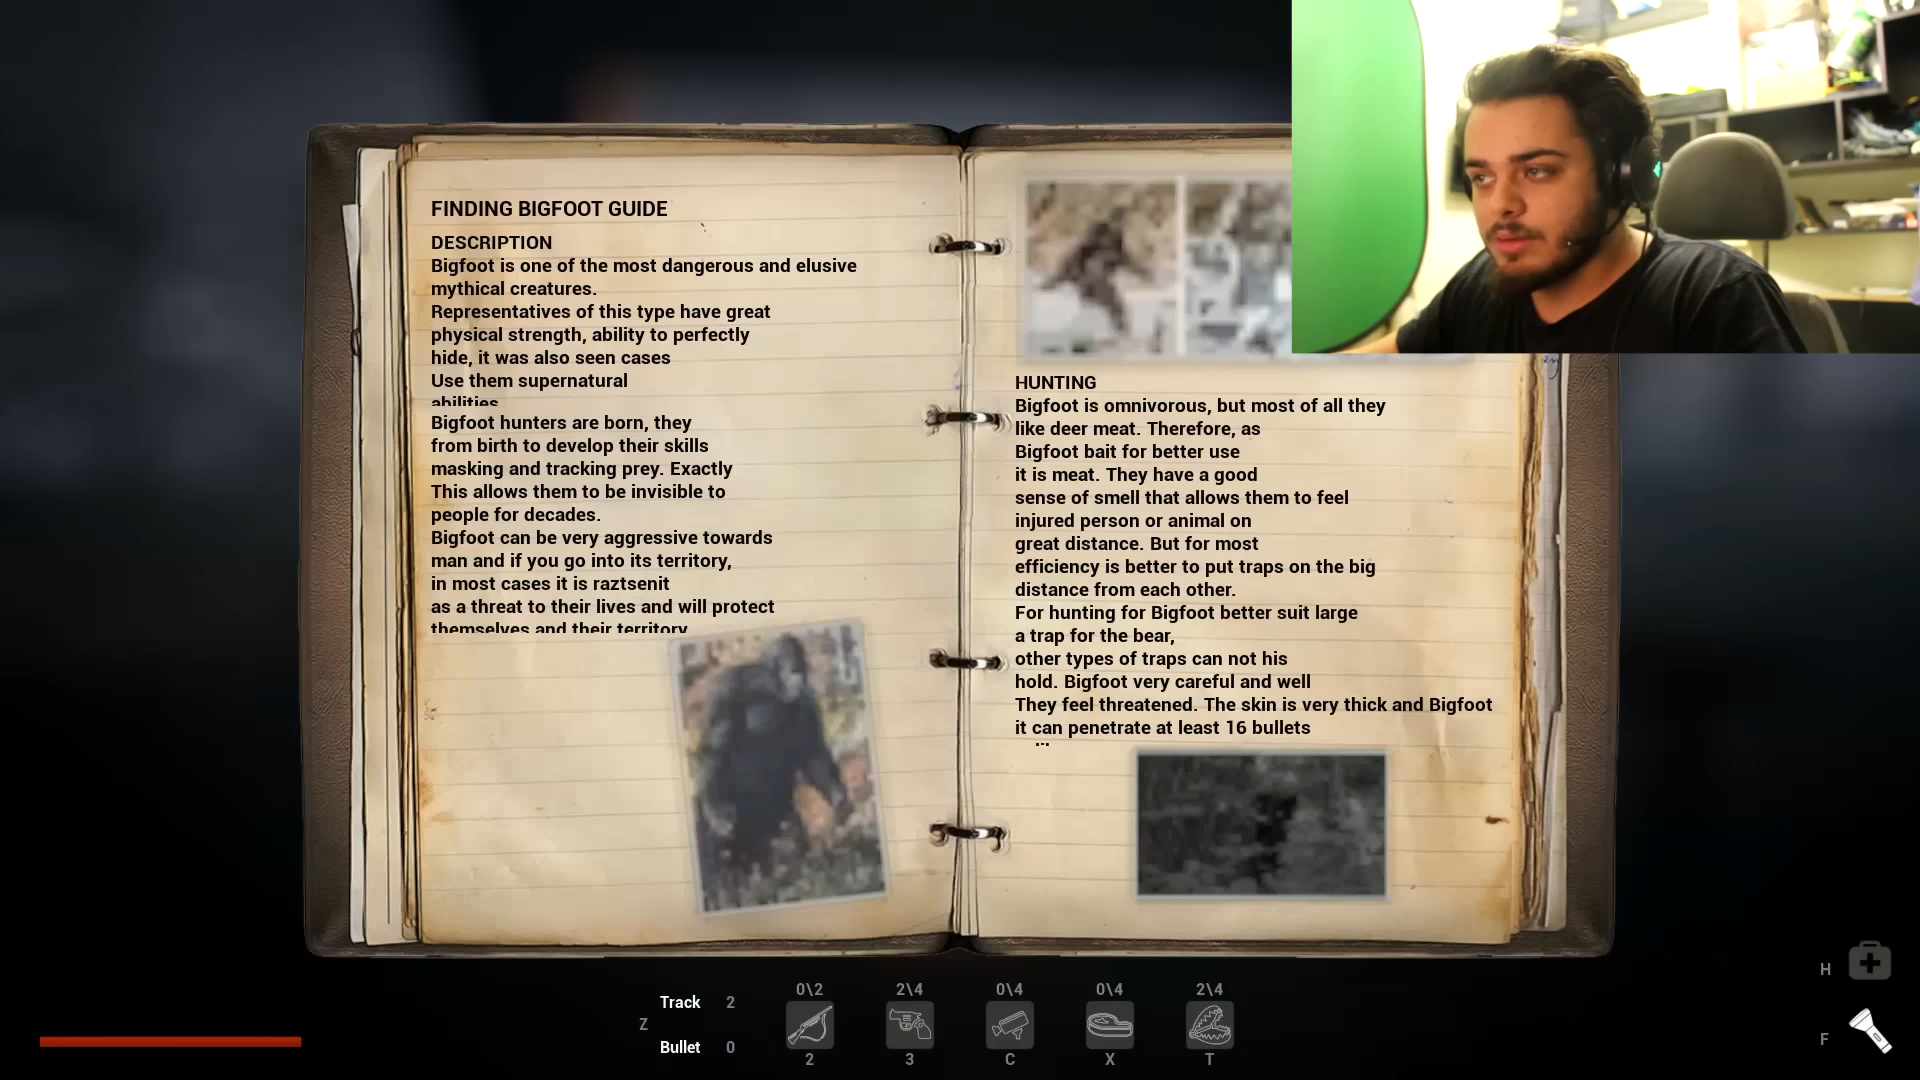 FINDING BIGFOOT GUIDE
DESCRIPTION
Bigfoot is one of the most dangerous and elusive
mythical creatures.
Representatives of this type have great
physical strength, ability to perfectly
hide, it was also seen cases
Use them supernatural
abilities
Bigfoot hunters are born, they
from birth to develop their skills
masking and tracking prey. Exactly
This allows them to be invisible to
people for decades.
Bigfoot can be very aggressive towards
man and if you go into its territory,
in most cases it is raztsenit
as a threat to their lives and will protect
themselves and their territory
HUNTING
Bigfoot is omnivorous, but most of all they
like deer meat. Therefore, as
Bigfoot bait for better use
it is meat. They have a good
sense of smell that allows them to feel
injured person or animal on
great distance. But for most
efficiency is better to put traps on the big
distance from each other.
For hunting for Bigfoot better suit large
a trap for the bear,
other types of traps can not his
hold. Bigfoot very careful and well
They feel threatened. The skin is very thick and Bigfoot
it can penetrate at least 16 bullets
Track 2
Z
Bullet 0
0\2 2\4 0\4 0\4 2\4
2 3 C X T
H
F